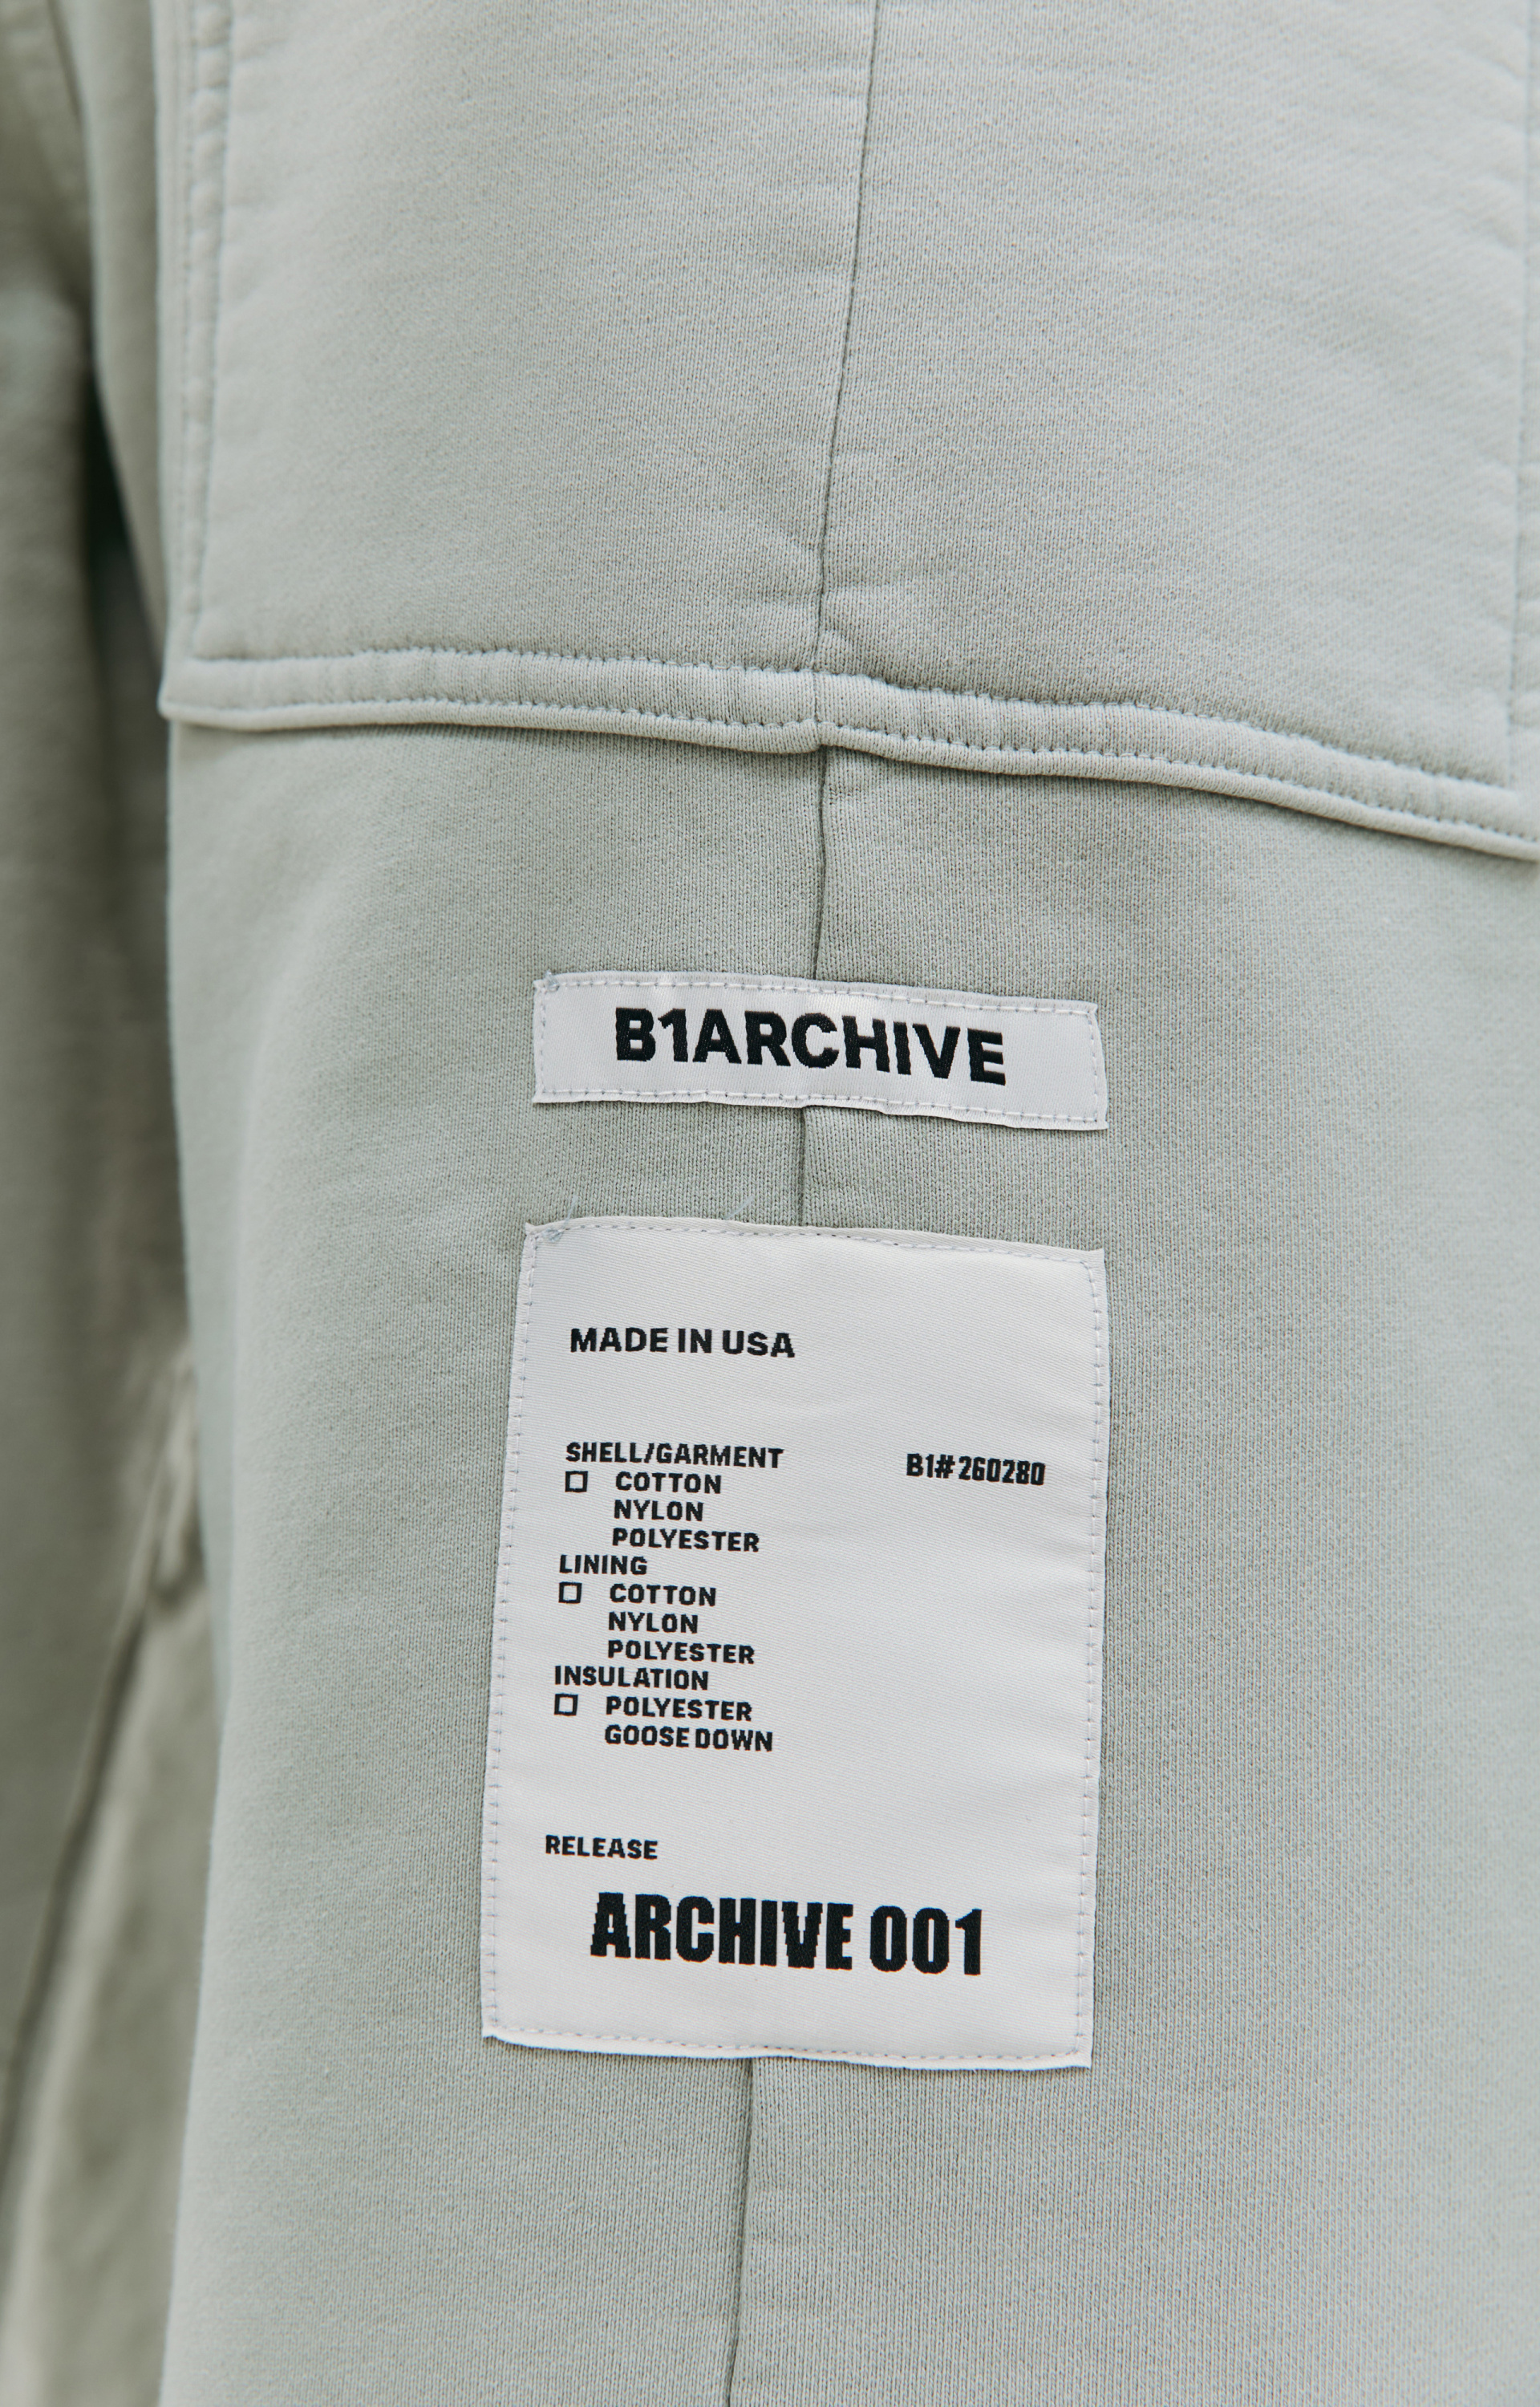 B1ARCHIVE
MADE IN USA
SHELL/GARMENT B1#260280
☐ COTTON
NYLON
POLYESTER
LINING
☐ COTTON
NYLON
POLYESTER
INSULATION
☐ POLYESTER
GOOSE DOWN
RELEASE
ARCHIVE 001